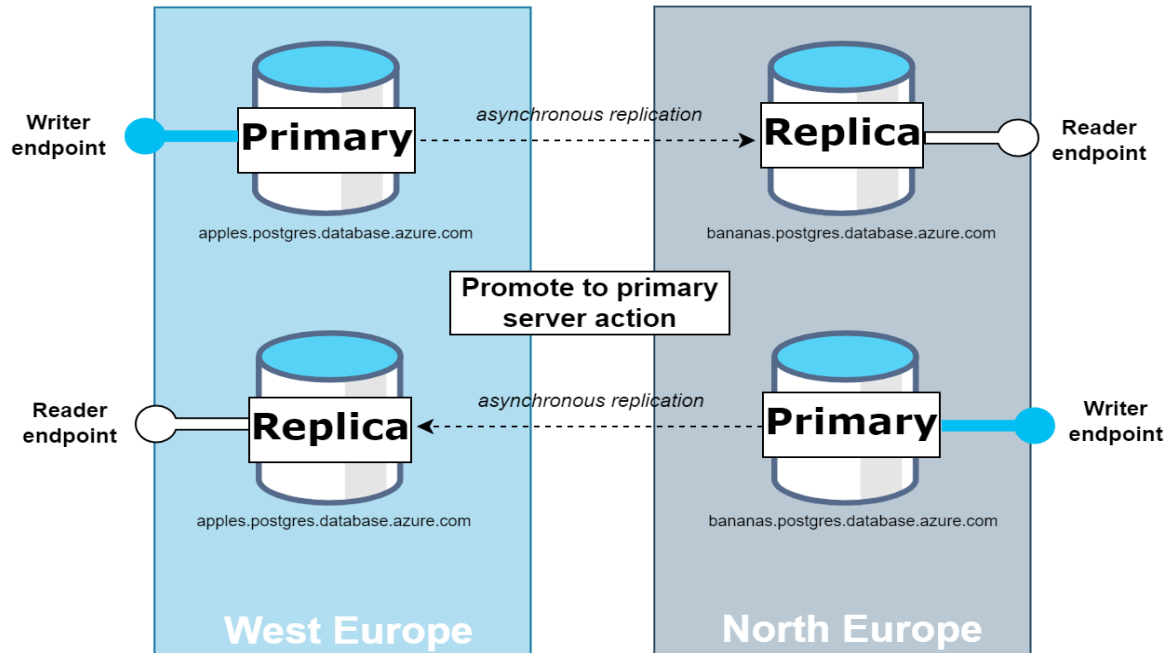 Writer
endpoint
Primary
asynchronous replication
Replica
Reader
endpoint
apples.postgres.database.azure.com
bananas.postgres.database.azure.com
Promote to primary
server action
Reader
endpoint
Replica
asynchronous replication
Primary
Writer
endpoint
apples.postgres.database.azure.com
bananas.postgres.database.azure.com
West Europe
North Europe